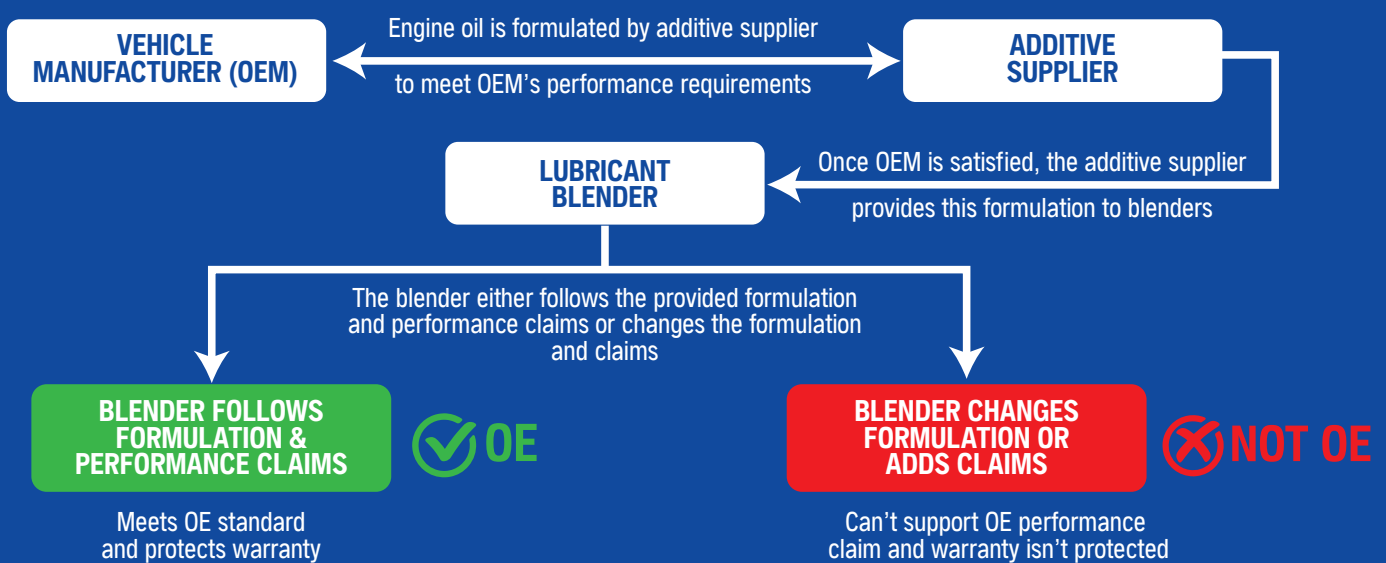 VEHICLE
MANUFACTURER (OEM)
Engine oil is formulated by additive supplier
to meet OEM's performance requirements
ADDITIVE
SUPPLIER
LUBRICANT
BLENDER
Once OEM is satisfied, the additive supplier
provides this formulation to blenders
The blender either follows the provided formulation
and performance claims or changes the formulation
and claims
BLENDER FOLLOWS
FORMULATION &
PERFORMANCE CLAIMS
OE
Meets OE standard
and protects warranty
BLENDER CHANGES
FORMULATION OR
ADDS CLAIMS
NOT OE
Can't support OE performance
claim and warranty isn't protected